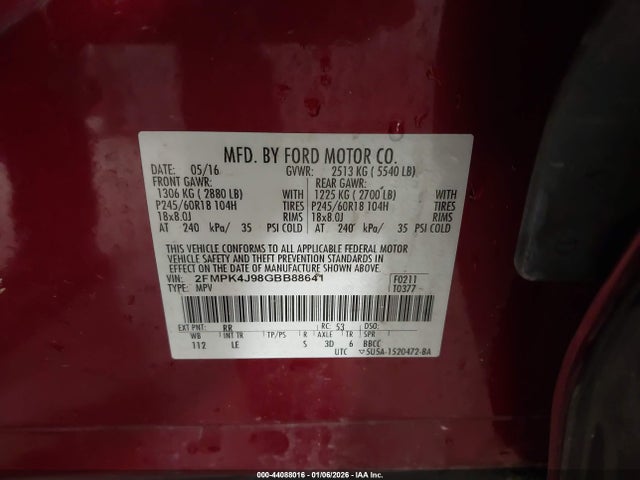 MFD. BY FORD MOTOR CO.
DATE: 05/16 GVWR: 2513 KG ( 5540 LB)
FRONT GAWR: REAR GAWR:
1306 KG ( 2880 LB) WITH 1225 KG ( 2700 LB) WITH
P245/60R18 104H TIRES P245/60R18 104H TIRES
18x8.0J RIMS 18x8.0J RIMS
AT 240 kPa/ 35 PSI COLD AT 240 kPa/ 35 PSI COLD
THIS VEHICLE CONFORMS TO ALL APPLICABLE FEDERAL MOTOR
VEHICLE SAFETY AND THEFT PREVENTION STANDARDS IN
EFFECT ON THE DATE OF MANUFACTURE SHOWN ABOVE.
VIN: 2FMPK4J98GBB88641 F0211
TYPE: MPV T0377
EXT PNT: RR RC: 53 DSO:
WB INT TR TP/PS R AXLE TR SPR
112 LE S 3D 6 BBCC
UTC 5U5A-1520472-BA
000-44088016 - 01/06/2026 - IAA Inc.